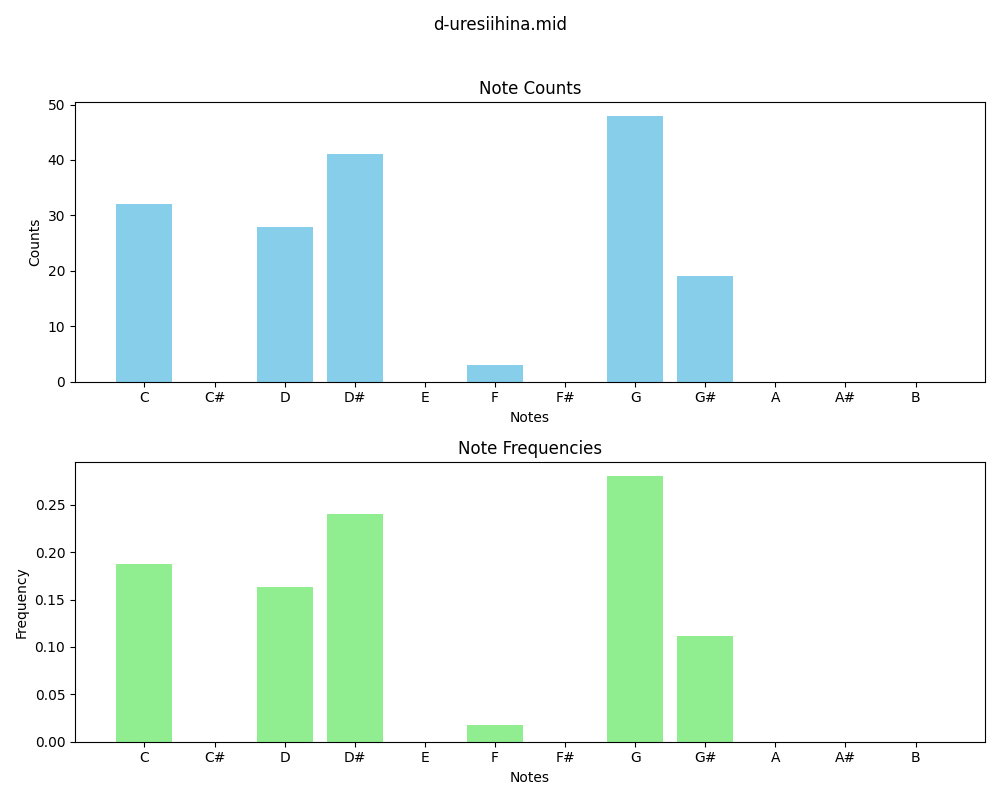 d-uresiihina.mid
Note Counts
50
40
30
20
10
0
Counts
C C# D D# E F F# G G# A A# B
Notes
Note Frequencies
0.25
0.20
0.15
0.10
0.05
0.00
Frequency
C C# D D# E F F# G G# A A# B
Notes